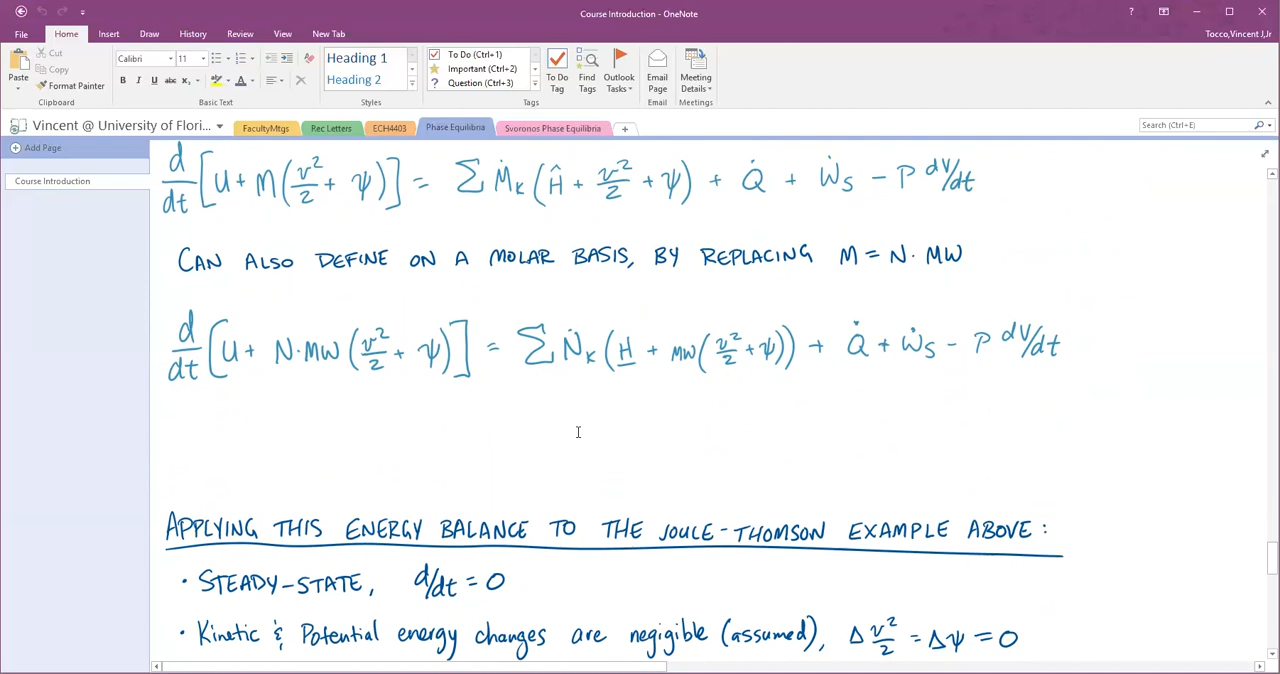 Course Introduction - OneNote
?
File Home Insert Draw History Review View New Tab
Tocco,Vincent J,Jr
Paste
Cut
Copy
Format Painter
Clipboard
Calibri 11
B I U abc x₂ A
Basic Text
Heading 1
Heading 2
Styles
To Do (Ctrl+1)
Important (Ctrl+2)
? Question (Ctrl+3)
To Do Tag
Find Tags
Outlook Tasks
Tags
Email Page
Email
Meeting Details
Meetings
Vincent @ University of Flori... FacultyMtgs Rec Letters ECH4403 Phase Equilibria Svoronos Phase Equilibria +
Search (Ctrl+E)
Add Page
Course Introduction
d/dt [U + M(v²/2 + ψ)] = Σ Ṁ_K (Ĥ + v²/2 + ψ) + Q̇ + Ẇ_S − P dV/dt
CAN ALSO DEFINE ON A MOLAR BASIS, BY REPLACING M = N · MW
d/dt [U + N·MW (v²/2 + ψ)] = Σ Ṅ_K (H̲ + MW(v²/2 + ψ)) + Q̇ + Ẇ_S − P dV/dt
APPLYING THIS ENERGY BALANCE TO THE JOULE-THOMSON EXAMPLE ABOVE :
· STEADY-STATE, d/dt = 0
· Kinetic & Potential energy changes are negigible (assumed), Δ v²/2 = Δψ = 0